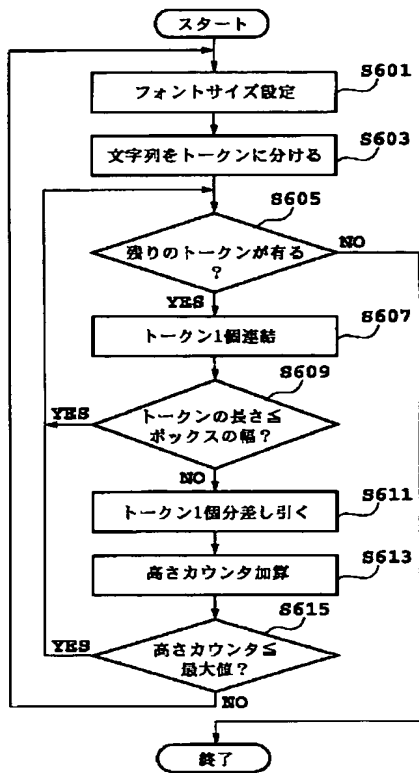 スタート
S601
フォントサイズ設定
S603
文字列をトークンに分ける
S605
残りのトークンが有る
?
NO
YES
S607
トークン1個連結
S609
YES
トークンの長さ≦
ボックスの幅?
NO
S611
トークン1個分差し引く
S613
高さカウンタ加算
S615
YES
高さカウンタ≦
最大値?
NO
終了